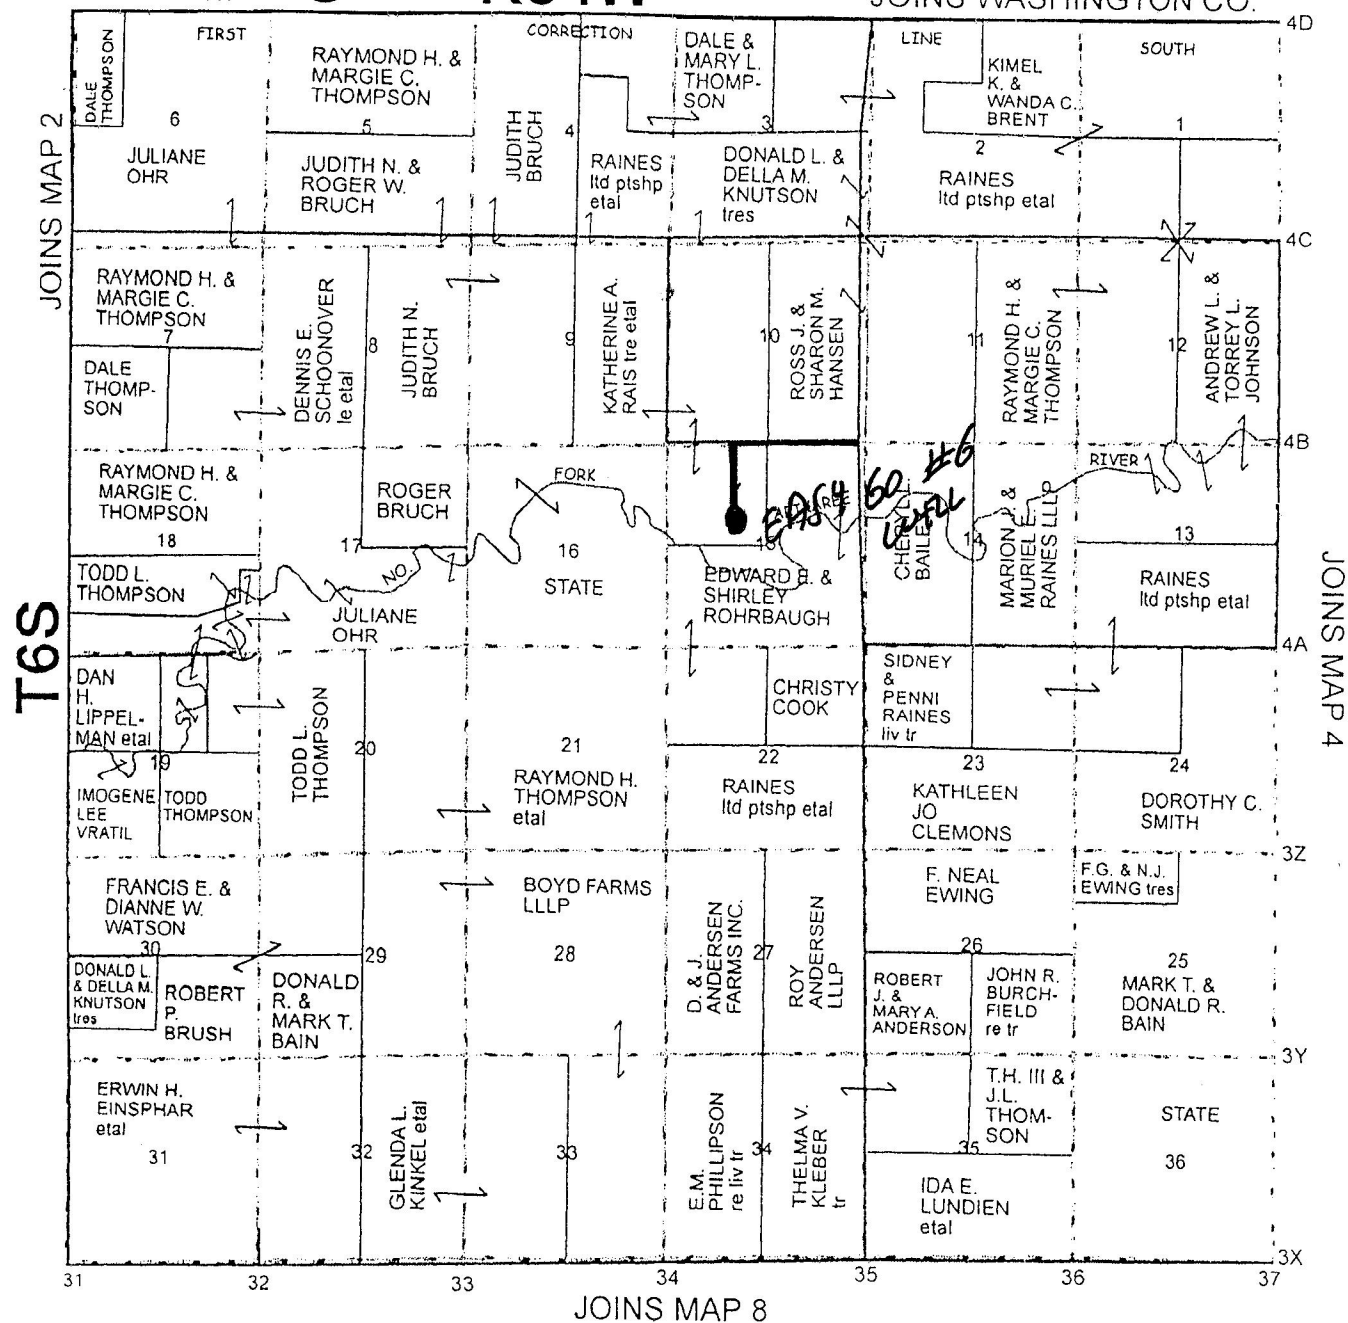 JOINS WASHINGTON CO.
JOINS MAP 2
T6S
JOINS MAP 4
FIRST
CORRECTION
LINE
SOUTH
4D
DALE
THOMPSON
6
JULIANE
OHR
RAYMOND H. &
MARGIE C.
THOMPSON
5
JUDITH N. &
ROGER W.
BRUCH
JUDITH
BRUCH
4
RAINES
ltd ptshp
etal
DALE &
MARY L.
THOMP-
SON
3
DONALD L. &
DELLA M.
KNUTSON
tres
KIMEL
K. &
WANDA C.
BRENT
2
RAINES
ltd ptshp etal
1
4C
RAYMOND H. &
MARGIE C.
THOMPSON
7
DALE
THOMP-
SON
DENNIS E.
SCHOONOVER
le etal
8
JUDITH N.
BRUCH
9
KATHERINE A.
RAIS tre etal
10
ROSS J. &
SHARON M.
HANSEN
11
RAYMOND H. &
MARGIE C.
THOMPSON
12
ANDREW L. &
TORREY L.
JOHNSON
4B
RAYMOND H. &
MARGIE C.
THOMPSON
18
TODD L.
THOMPSON
ROGER
BRUCH
17
NO.
JULIANE
OHR
FORK
16
STATE
EAST 60 #6
WELL
EDWARD E. &
SHIRLEY
ROHRBAUGH
BAILEY
14
MARION J. &
MURIEL E.
RAINES LLLP
RIVER
13
RAINES
ltd ptshp etal
4A
DAN
H.
LIPPEL-
MAN etal
19
IMOGENE
LEE
VRATIL
TODD
THOMPSON
TODD L.
THOMPSON
20
21
RAYMOND H.
THOMPSON
etal
CHRISTY
COOK
22
RAINES
ltd ptshp etal
SIDNEY
&
PENNI
RAINES
liv tr
23
KATHLEEN
JO
CLEMONS
24
DOROTHY C.
SMITH
3Z
FRANCIS E. &
DIANNE W.
WATSON
30
DONALD L.
& DELLA M.
KNUTSON
tres
ROBERT
P.
BRUSH
29
DONALD
R. &
MARK T.
BAIN
BOYD FARMS
LLLP
28
D. & J.
ANDERSEN
FARMS INC.
27
ROY
ANDERSEN
LLLP
F. NEAL
EWING
26
ROBERT
J. &
MARY A.
ANDERSON
JOHN R.
BURCH-
FIELD
re tr
F.G. & N.J.
EWING tres
25
MARK T. &
DONALD R.
BAIN
3Y
ERWIN H.
EINSPHAR
etal
31
32
GLENDA L.
KINKEL etal
33
E.M.
PHILLIPSON
re liv tr
34
THELMA V.
KLEBER
tr
T.H. III &
J.L.
THOM-
SON
35
IDA E.
LUNDIEN
etal
STATE
36
3X
31
32
33
34
35
36
37
JOINS MAP 8